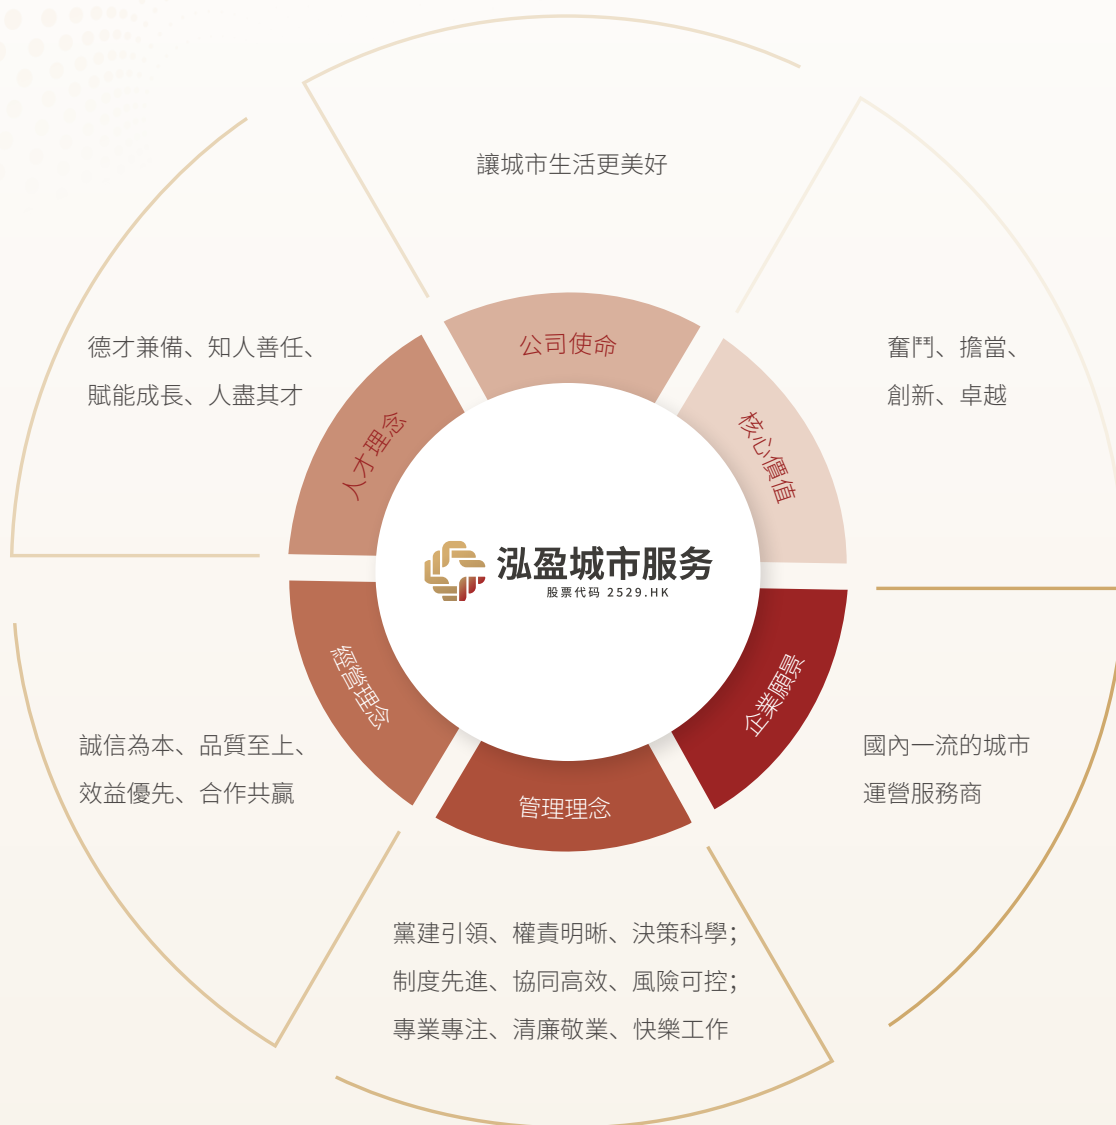 讓城市生活更美好
公司使命
奮鬥、擔當、
創新、卓越
核心價值
國內一流的城市
運營服務商
企業願景
黨建引領、權責明晰、決策科學；
制度先進、協同高效、風險可控；
專業專注、清廉敬業、快樂工作
管理理念
誠信為本、品質至上、
效益優先、合作共贏
經營理念
德才兼備、知人善任、
賦能成長、人盡其才
人才理念
泓盈城市服务
股票代码 2529.HK